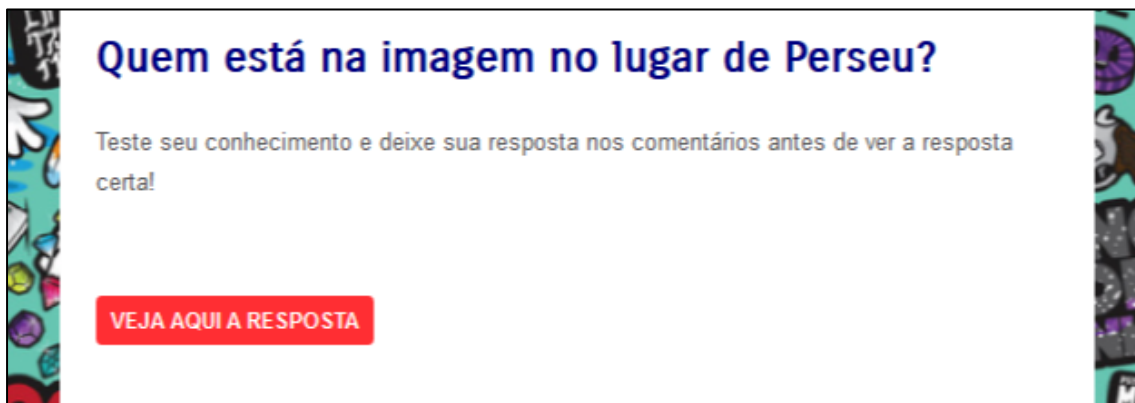 Quem está na imagem no lugar de Perseu?
Teste seu conhecimento e deixe sua resposta nos comentários antes de ver a resposta
certa!
VEJA AQUI A RESPOSTA